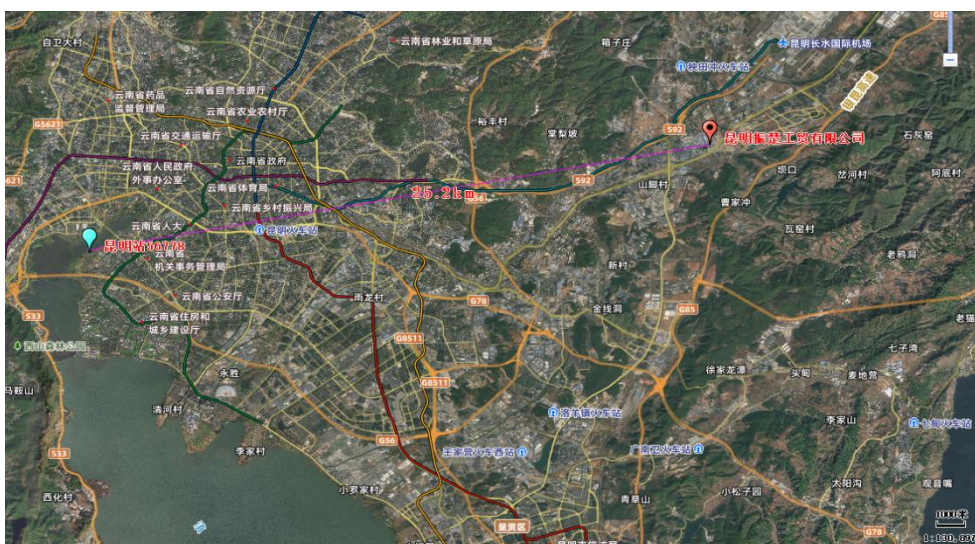 自卫大村
云南省林业和草原局
箱子庄
昆明长水国际机场
秧田冲火车站
云南省药品
监督管理局
云南省自然资源厅
云南省农业农村厅
G5621
云南省交通运输厅
裕丰村
棠梨坡
S92
昆明振楚工贸有限公司
石灰窑
云南省人民政府
外事办公室
云南省政府
云南省体育局
25.2km
G56
S92
山脚村
坝口
岔河村
阿底村
云南省乡村振兴局
曹家冲
云南省人大
昆明站56778
昆明火车站
瓦窑村
云南省
机关事务管理局
新村
老鸦洞
云南省公安厅
雨龙村
G78
金线洞
G85
S33
云南省住房和
城乡建设厅
老猫
西山森林公园
G8511
七子湾
马鞍山
永胜
G8511
徐家龙潭
头甸
麦地营
清河村
洛羊镇火车站
李家山
G56
李家村
王家营火车西站
广南卫火车站
S33
西化村
小罗家村
青草山
小松子园
太阳沟
观音嘴
呈贡区
G78
1000米